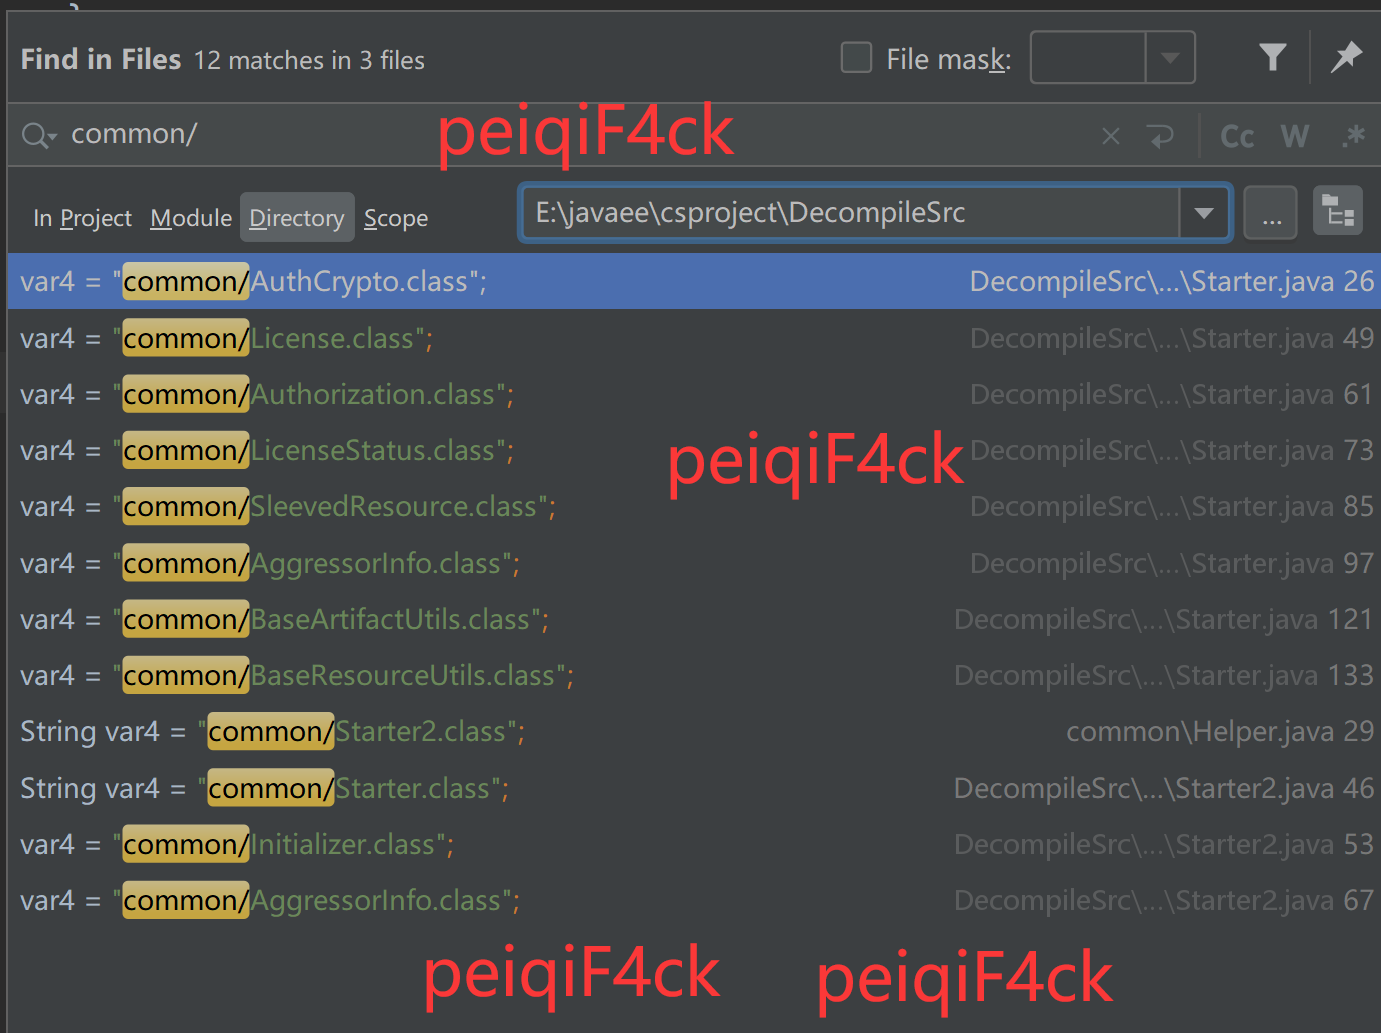 Find in Files 12 matches in 3 files File mask:
common/ Cc W .*
In Project Module Directory Scope E:\javaee\csproject\DecompileSrc ...
var4 = "common/AuthCrypto.class"; DecompileSrc\...\Starter.java 26
var4 = "common/License.class"; DecompileSrc\...\Starter.java 49
var4 = "common/Authorization.class"; DecompileSrc\...\Starter.java 61
var4 = "common/LicenseStatus.class"; DecompileSrc\...\Starter.java 73
var4 = "common/SleevedResource.class"; DecompileSrc\...\Starter.java 85
var4 = "common/AggressorInfo.class"; DecompileSrc\...\Starter.java 97
var4 = "common/BaseArtifactUtils.class"; DecompileSrc\...\Starter.java 121
var4 = "common/BaseResourceUtils.class"; DecompileSrc\...\Starter.java 133
String var4 = "common/Starter2.class"; common\Helper.java 29
String var4 = "common/Starter.class"; DecompileSrc\...\Starter2.java 46
var4 = "common/Initializer.class"; DecompileSrc\...\Starter2.java 53
var4 = "common/AggressorInfo.class"; DecompileSrc\...\Starter2.java 67
peiqiF4ck
peiqiF4ck
peiqiF4ck
peiqiF4ck